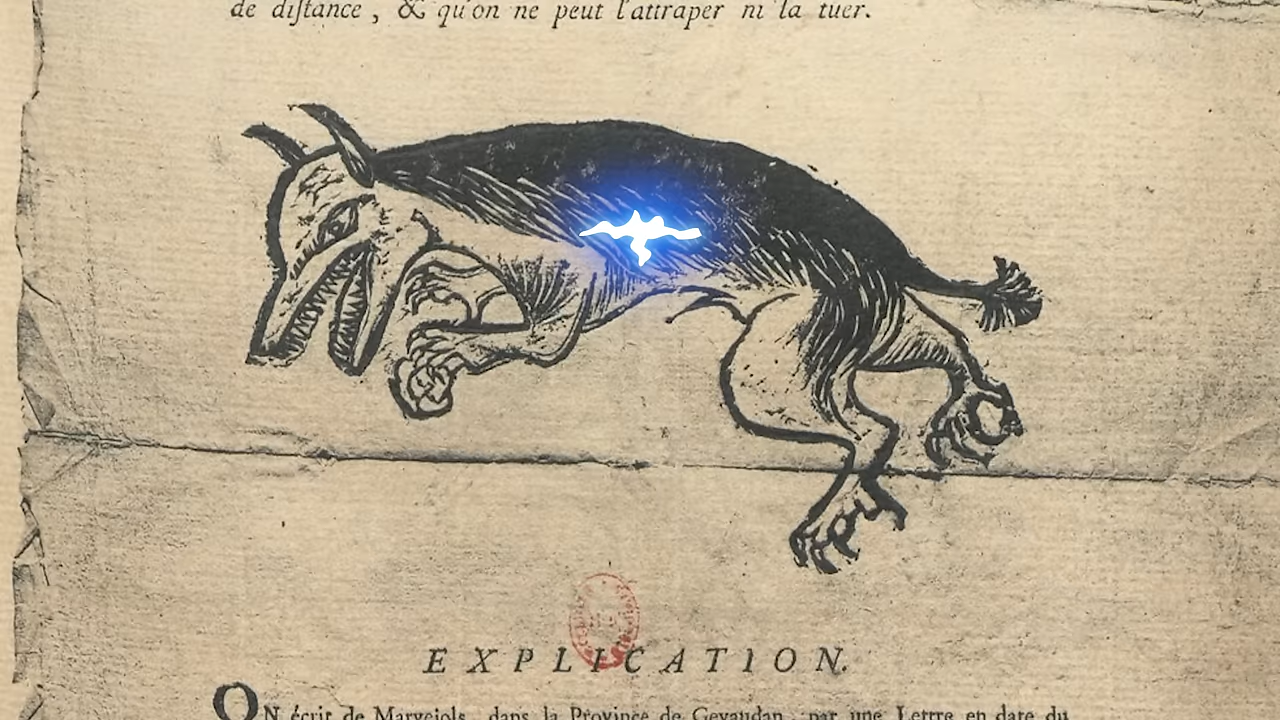 de diſtance , & qu'on ne peut l'attraper ni la tuer.
EXPLICATION.
ON écrit de Marvejols, dans la Province de Gevaudan, par une Lettre en date du